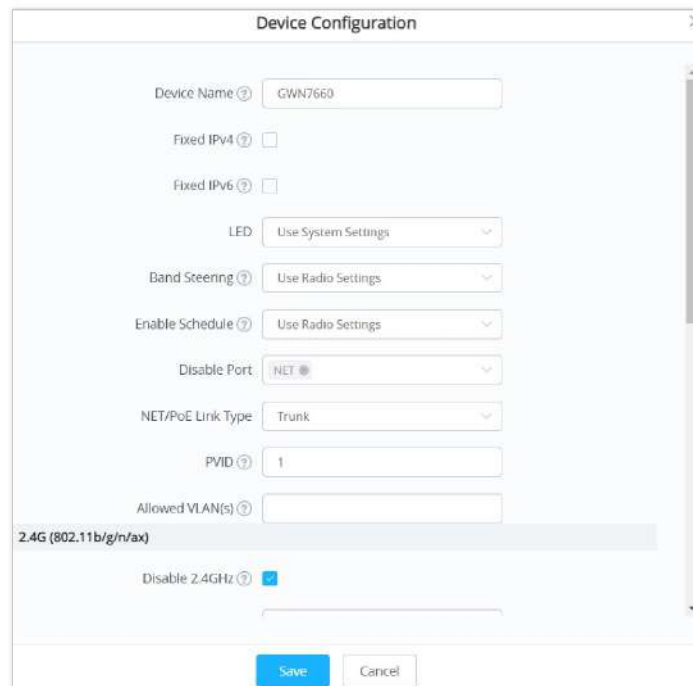 Device Configuration
Device Name
GWN7660
Fixed IPv4
Fixed IPv6
LED
Use System Settings
Band Steering
Use Radio Settings
Enable Schedule
Use Radio Settings
Disable Port
NET
NET/PoE Link Type
Trunk
PVID
1
Allowed VLAN(s)
2.4G (802.11b/g/n/ax)
Disable 2.4GHz
Save
Cancel